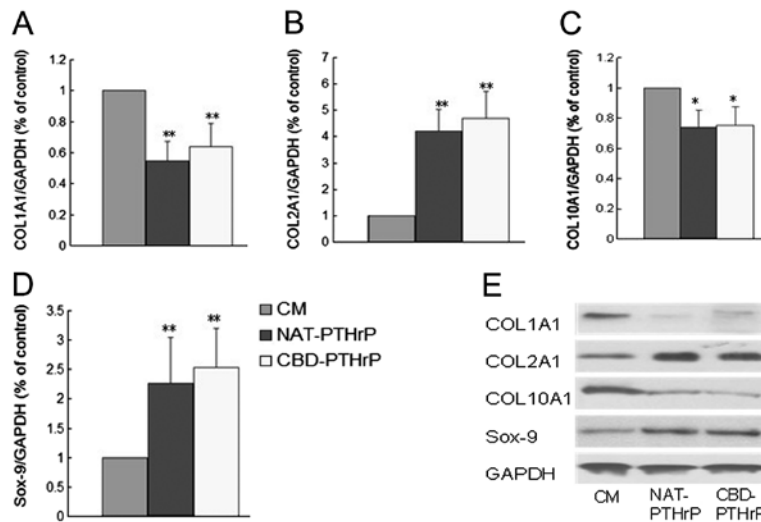 A
COL1A1/GAPDH (% of control)
1.2
1
0.8
0.6
0.4
0.2
0
**
**
B
COL2A1/GAPDH (% of control)
7
6
5
4
3
2
1
0
**
**
C
COL10A1/GAPDH (% of control)
1.2
1
0.8
0.6
0.4
0.2
0
*
*
D
Sox-9/GAPDH (% of control)
3.5
3
2.5
2
1.5
1
0.5
0
**
**
CM
NAT-PTHrP
CBD-PTHrP
E
COL1A1
COL2A1
COL10A1
Sox-9
GAPDH
CM
NAT-
PTHrP
CBD-
PTHrP